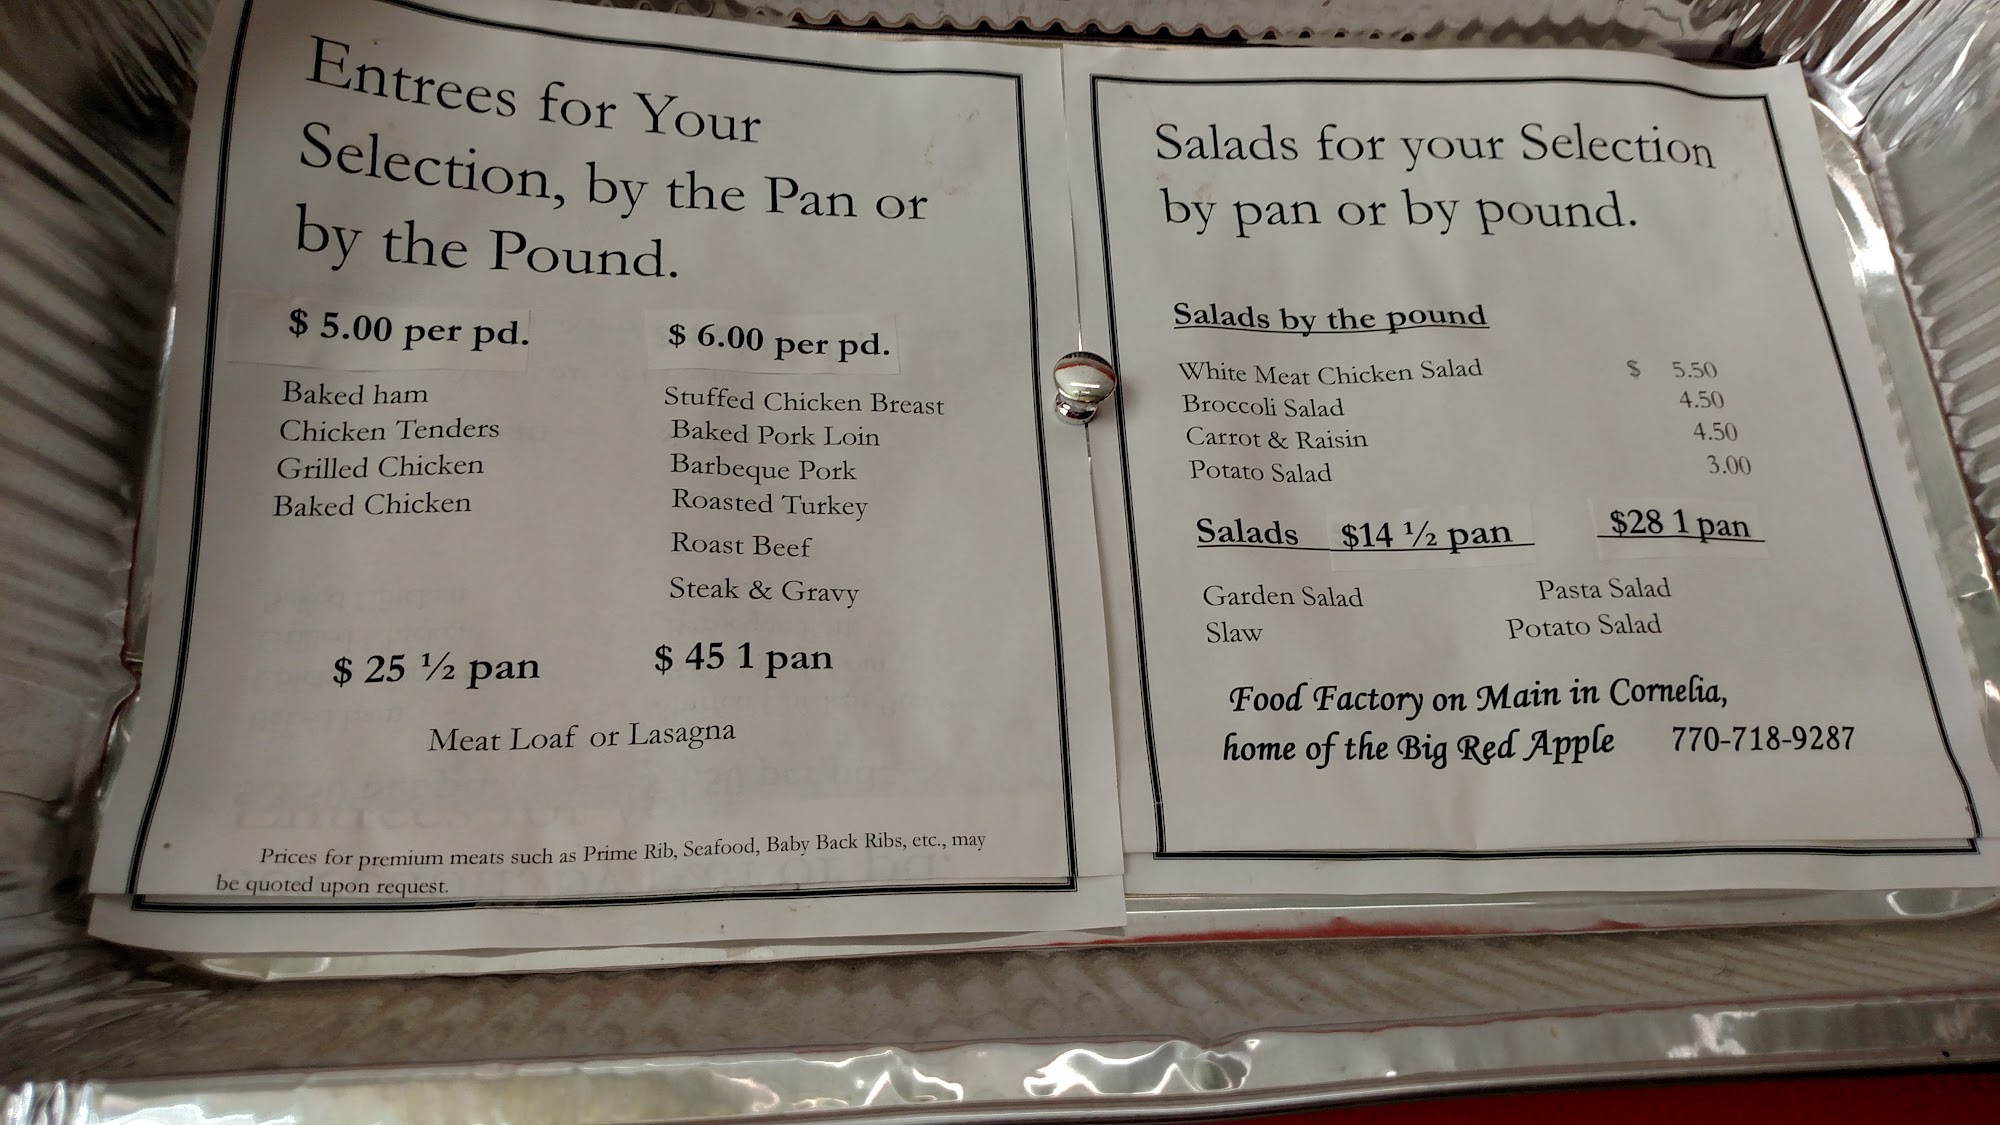 Entrees for Your
Selection, by the Pan or
by the Pound.
$ 5.00 per pd.
Baked ham
Chicken Tenders
Grilled Chicken
Baked Chicken
$ 6.00 per pd.
Stuffed Chicken Breast
Baked Pork Loin
Barbeque Pork
Roasted Turkey
Roast Beef
Steak & Gravy
$ 25 ½ pan $ 45 1 pan
Meat Loaf or Lasagna
Prices for premium meats such as Prime Rib, Seafood, Baby Back Ribs, etc., may
be quoted upon request.
Salads for your Selection
by pan or by pound.
Salads by the pound
White Meat Chicken Salad $ 5.50
Broccoli Salad 4.50
Carrot & Raisin 4.50
Potato Salad 3.00
Salads $14 ½ pan $28 1 pan
Garden Salad Pasta Salad
Slaw Potato Salad
Food Factory on Main in Cornelia,
home of the Big Red Apple 770-718-9287